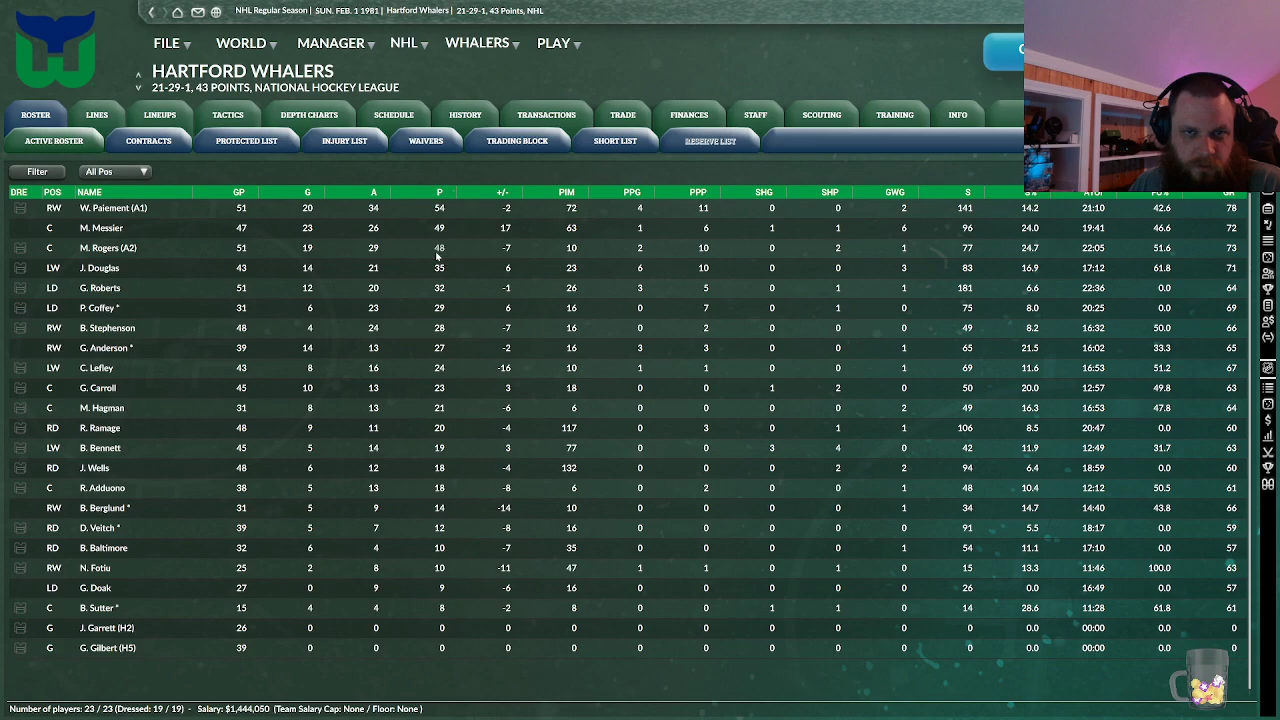 NHL Regular Season | SUN. FEB. 1 1981 | Hartford Whalers | 21-29-1, 43 Points, NHL
FILE WORLD MANAGER NHL WHALERS PLAY
HARTFORD WHALERS
21-29-1, 43 POINTS, NATIONAL HOCKEY LEAGUE
ROSTER LINES LINEUPS TACTICS DEPTH CHARTS SCHEDULE HISTORY TRANSACTIONS TRADE FINANCES STAFF SCOUTING TRAINING INFO
ACTIVE ROSTER CONTRACTS PROTECTED LIST INJURY LIST WAIVERS TRADING BLOCK SHORT LIST RESERVE LIST
Filter All Pos
DRE POS NAME GP G A P +/- PIM PPG PPP SHG SHP GWG S S% ATOI FO% GR
RW W. Paiement (A1) 51 20 34 54 -2 72 4 11 0 0 2 141 14.2 21:10 42.6 78
C M. Messier 47 23 26 49 17 63 1 6 1 1 6 96 24.0 19:41 46.6 72
C M. Rogers (A2) 51 19 29 48 -7 10 2 10 0 2 1 77 24.7 22:05 51.6 73
LW J. Douglas 43 14 21 35 6 23 6 10 0 0 3 83 16.9 17:12 61.8 71
LD G. Roberts 51 12 20 32 -1 26 3 5 0 1 1 181 6.6 22:36 0.0 64
LD P. Coffey * 31 6 23 29 6 16 0 7 0 1 0 75 8.0 20:25 0.0 69
RW B. Stephenson 48 4 24 28 -7 16 0 2 0 0 0 49 8.2 16:32 50.0 66
RW G. Anderson * 39 14 13 27 -2 16 3 3 0 0 1 65 21.5 16:02 33.3 65
LW C. Lefley 43 8 16 24 -16 10 1 1 0 0 0 69 11.6 16:53 51.2 67
C G. Carroll 45 10 13 23 3 18 0 0 1 2 0 50 20.0 12:57 49.8 63
C M. Hagman 31 8 13 21 -6 6 0 0 0 0 2 49 16.3 16:53 47.8 64
RD R. Ramage 48 9 11 20 -4 117 0 3 0 1 1 106 8.5 20:47 0.0 60
LW B. Bennett 45 5 14 19 3 77 0 0 3 4 0 42 11.9 12:49 31.7 63
RD J. Wells 48 6 12 18 -4 132 0 0 0 2 2 94 6.4 18:59 0.0 60
C R. Adduono 38 5 13 18 -8 6 0 2 0 0 1 48 10.4 12:12 50.5 61
RW B. Berglund * 31 5 9 14 -14 10 0 0 0 0 1 34 14.7 14:40 43.8 66
RD D. Veitch * 39 5 7 12 -8 16 0 0 0 0 0 91 5.5 18:17 0.0 59
RD B. Baltimore 32 6 4 10 -7 35 0 0 0 0 1 54 11.1 17:10 0.0 57
RW N. Fotiu 25 2 8 10 -11 47 1 1 0 0 0 15 13.3 11:46 100.0 63
LD G. Doak 27 0 9 9 -6 16 0 0 0 0 0 26 0.0 16:49 0.0 57
C B. Sutter * 15 4 4 8 -2 8 0 0 1 1 0 14 28.6 11:28 61.8 61
G J. Garrett (H2) 26 0 0 0 0 0 0 0 0 0 0 0 0.0 00:00 0.0 0
G G. Gilbert (H5) 39 0 0 0 0 0 0 0 0 0 0 0 0.0 00:00 0.0 0
Number of players: 23 / 23 (Dressed: 19 / 19) - Salary: $1,444,050 (Team Salary Cap: None / Floor: None )